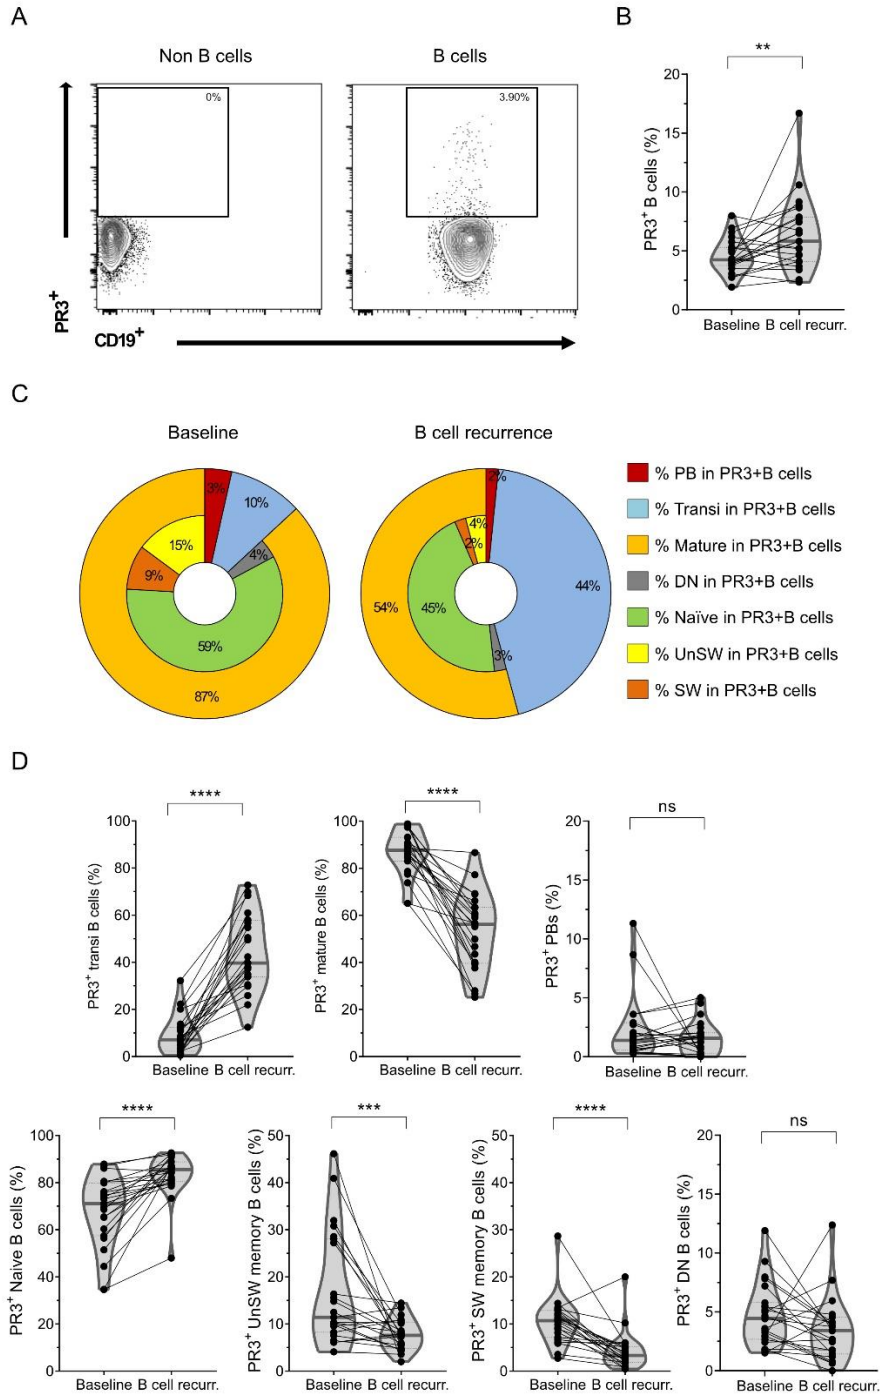 A
Non B cells
B cells
0%
3.90%
PR3+
CD19+
B
**
20
15
10
5
0
PR3+ B cells (%)
Baseline B cell recurr.
C
Baseline
B cell recurrence
3%
10%
4%
15%
9%
59%
87%
2%
4%
2%
44%
54%
45%
3%
% PB in PR3+B cells
% Transi in PR3+B cells
% Mature in PR3+B cells
% DN in PR3+B cells
% Naïve in PR3+B cells
% UnSW in PR3+B cells
% SW in PR3+B cells
D
****
100
80
60
40
20
0
PR3+ transi B cells (%)
Baseline B cell recurr.
****
100
80
60
40
20
0
PR3+ mature B cells (%)
Baseline B cell recurr.
ns
20
15
10
5
0
PR3+ PBs (%)
Baseline B cell recurr.
****
100
80
60
40
20
0
PR3+ Naive B cells (%)
Baseline B cell recurr.
***
50
40
30
20
10
0
PR3+ UnSW memory B cells (%)
Baseline B cell recurr.
****
50
40
30
20
10
0
PR3+ SW memory B cells (%)
Baseline B cell recurr.
ns
20
15
10
5
0
PR3+ DN B cells (%)
Baseline B cell recurr.